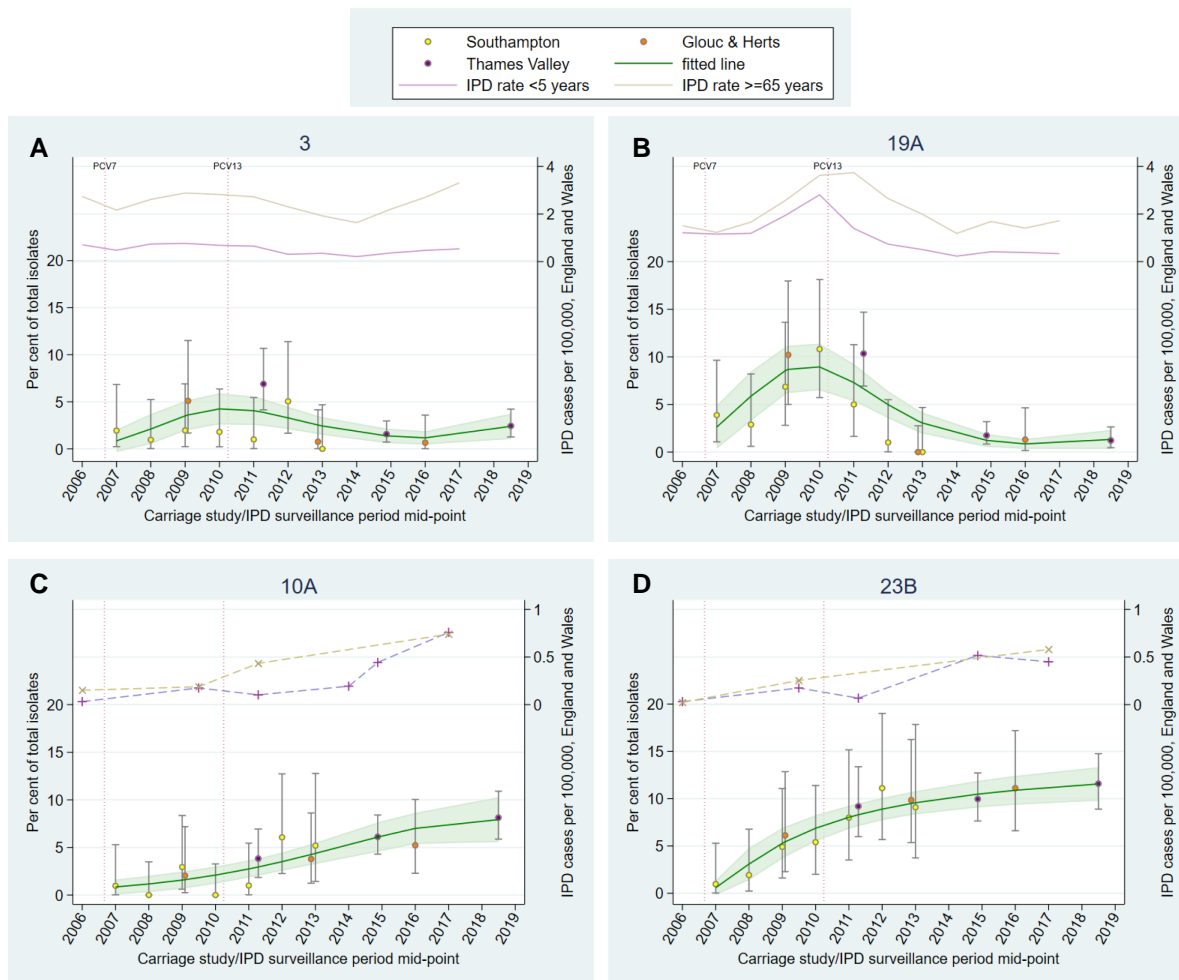 Southampton Glouc & Herts
Thames Valley fitted line
IPD rate <5 years IPD rate >=65 years
A
3
PCV7 PCV13
Per cent of total isolates
20
15
10
5
0
4
2
0
IPD cases per 100,000, England and Wales
2006 2007 2008 2009 2010 2011 2012 2013 2014 2015 2016 2017 2018 2019
Carriage study/IPD surveillance period mid-point
B
19A
PCV7 PCV13
Per cent of total isolates
20
15
10
5
0
4
2
0
IPD cases per 100,000, England and Wales
2006 2007 2008 2009 2010 2011 2012 2013 2014 2015 2016 2017 2018 2019
Carriage study/IPD surveillance period mid-point
C
10A
Per cent of total isolates
20
15
10
5
0
1
0.5
0
IPD cases per 100,000, England and Wales
2006 2007 2008 2009 2010 2011 2012 2013 2014 2015 2016 2017 2018 2019
Carriage study/IPD surveillance period mid-point
D
23B
Per cent of total isolates
20
15
10
5
0
1
0.5
0
IPD cases per 100,000, England and Wales
2006 2007 2008 2009 2010 2011 2012 2013 2014 2015 2016 2017 2018 2019
Carriage study/IPD surveillance period mid-point